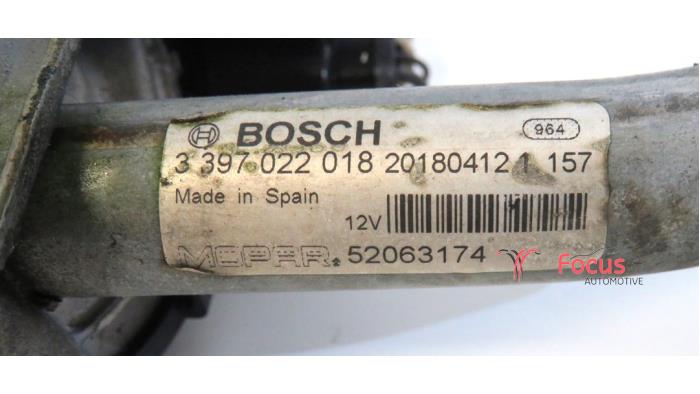 BOSCH 964
3 397 022 018 20180412 1 157
Made in Spain
12V
MOPAR. 52063174
Focus
AUTOMOTIVE